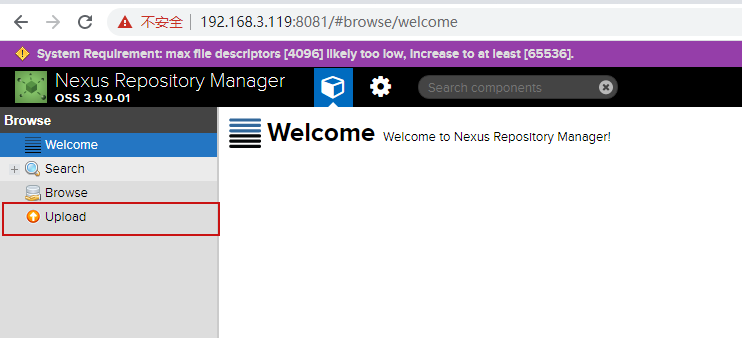 不安全 192.168.3.119:8081/#browse/welcome
System Requirement: max file descriptors [4096] likely too low, increase to at least [65536].
Nexus Repository Manager
OSS 3.9.0-01
Search components
Browse
Welcome
Search
Browse
Upload
Welcome Welcome to Nexus Repository Manager!